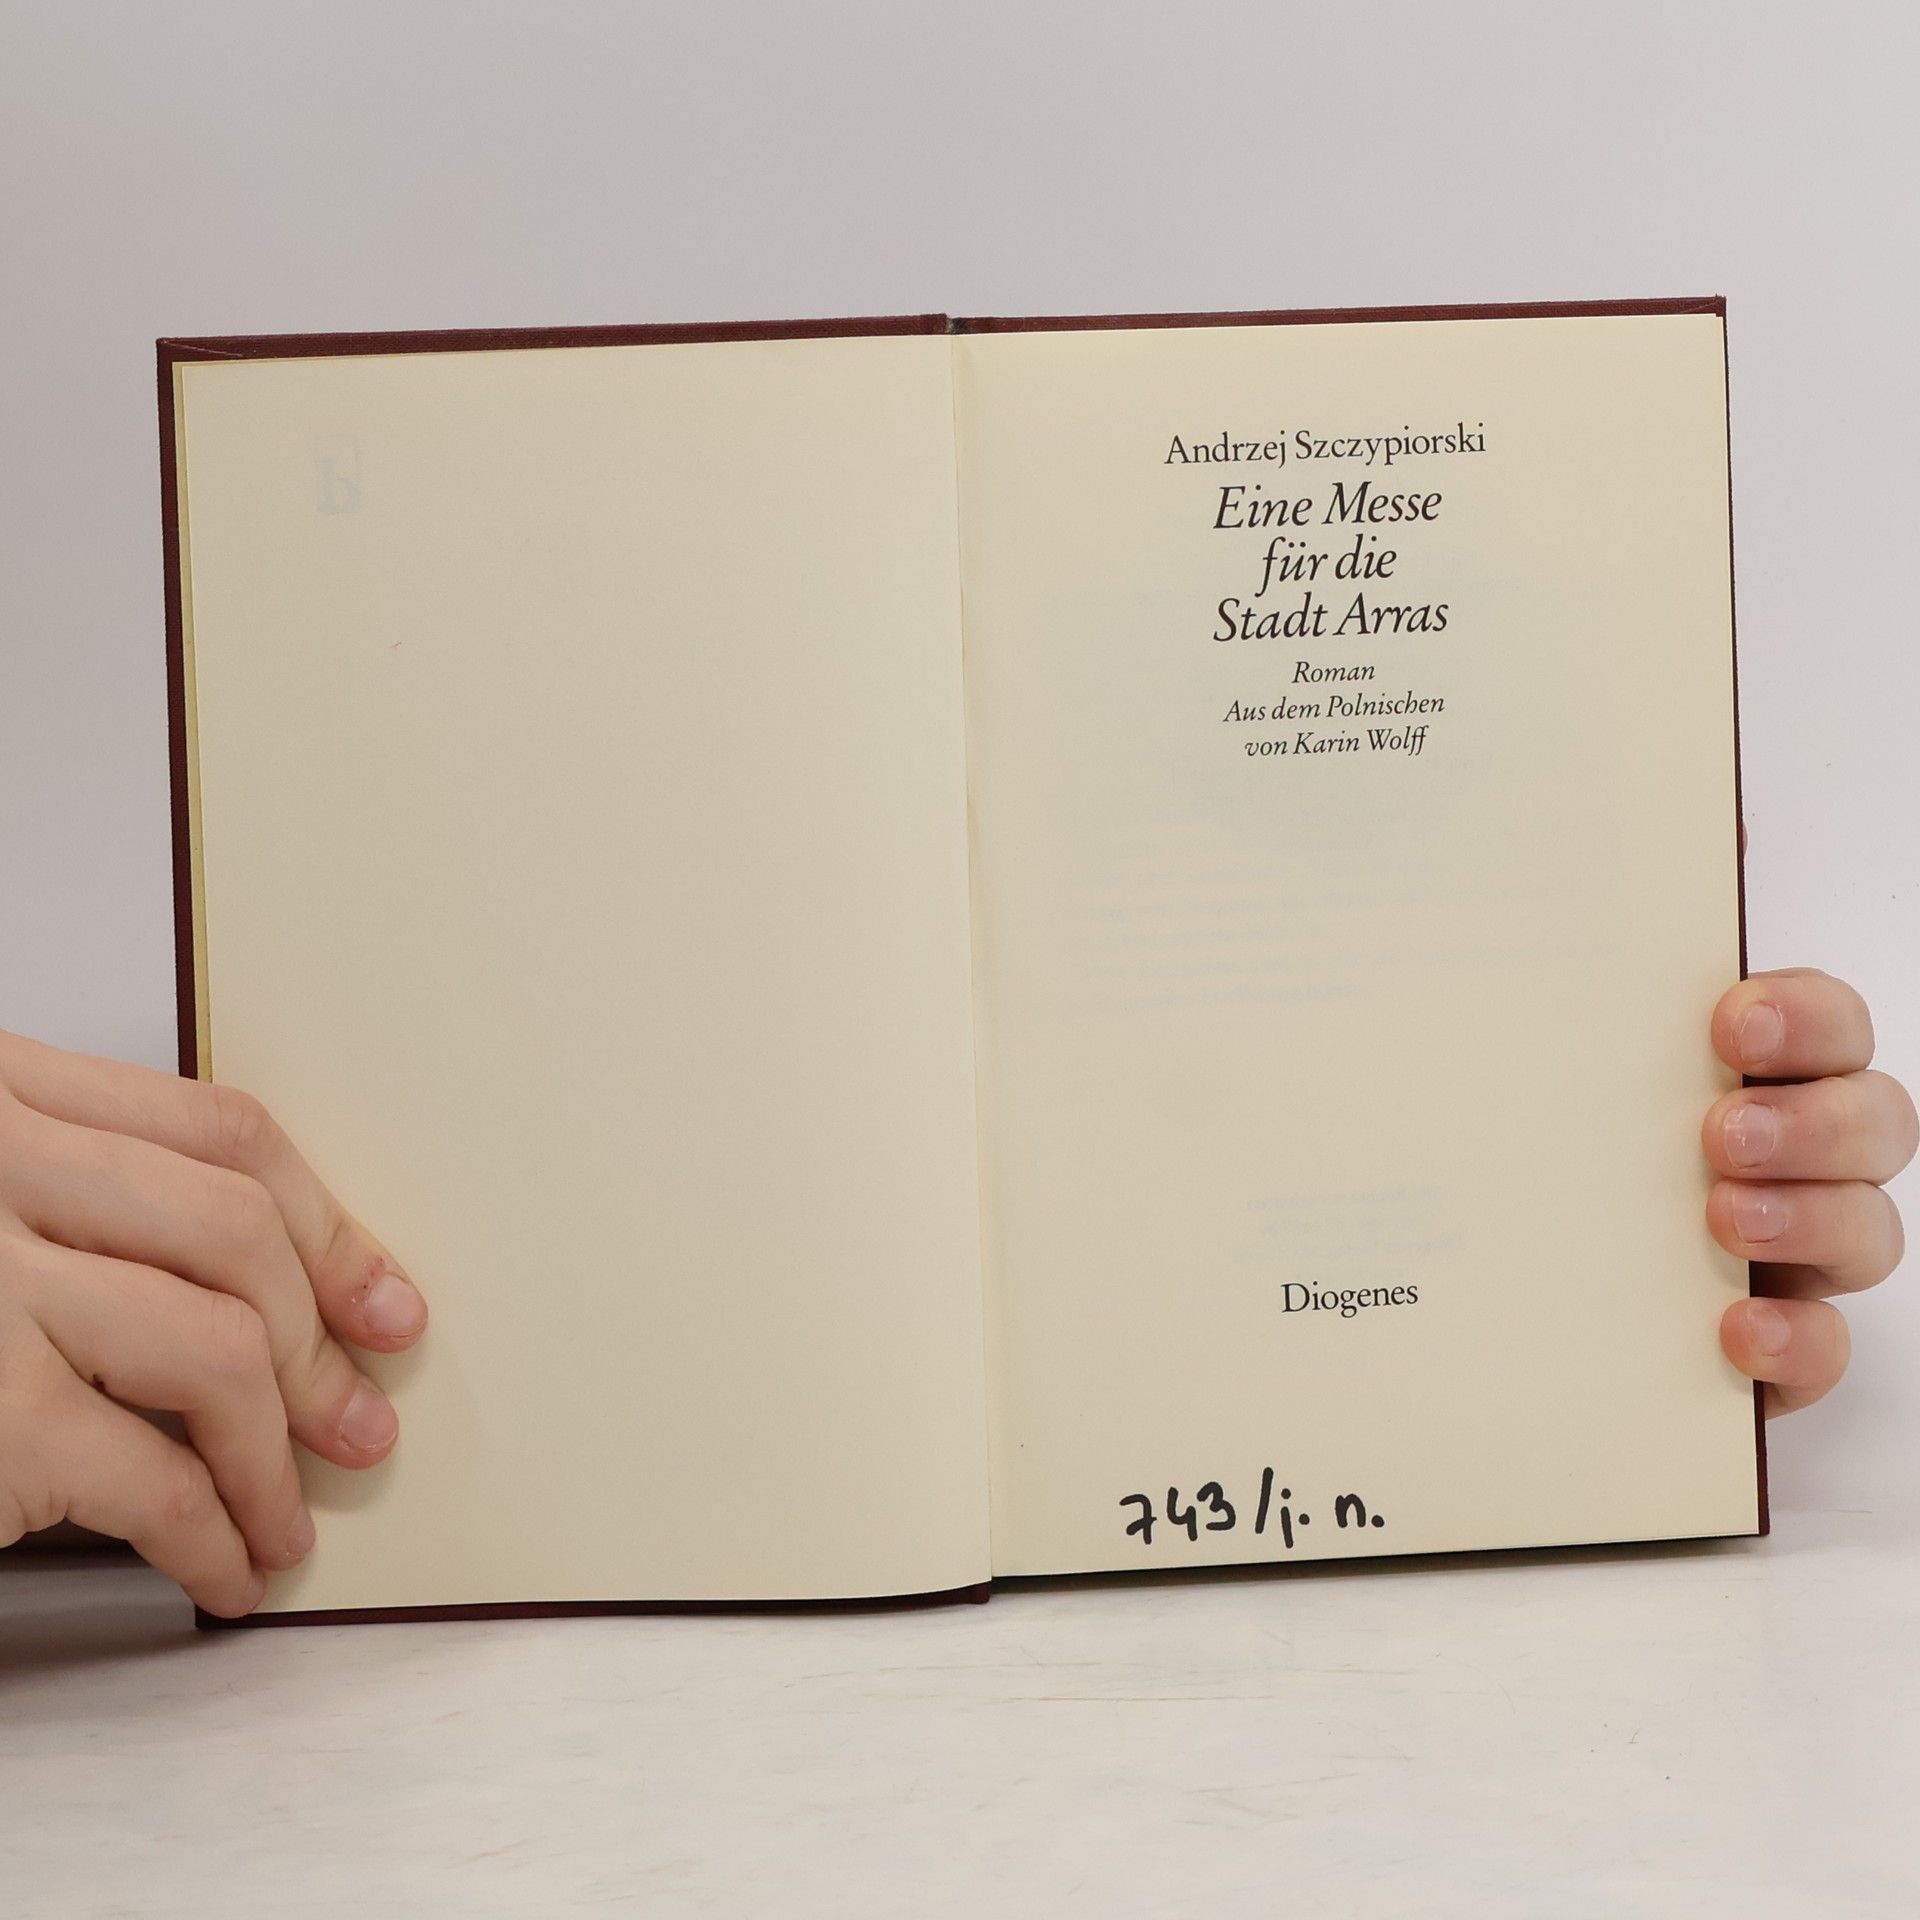 Andrzej Szczypiorski
Eine Messe
für die
Stadt Arras
Roman
Aus dem Polnischen
von Karin Wolff
Diogenes
743/j. n.